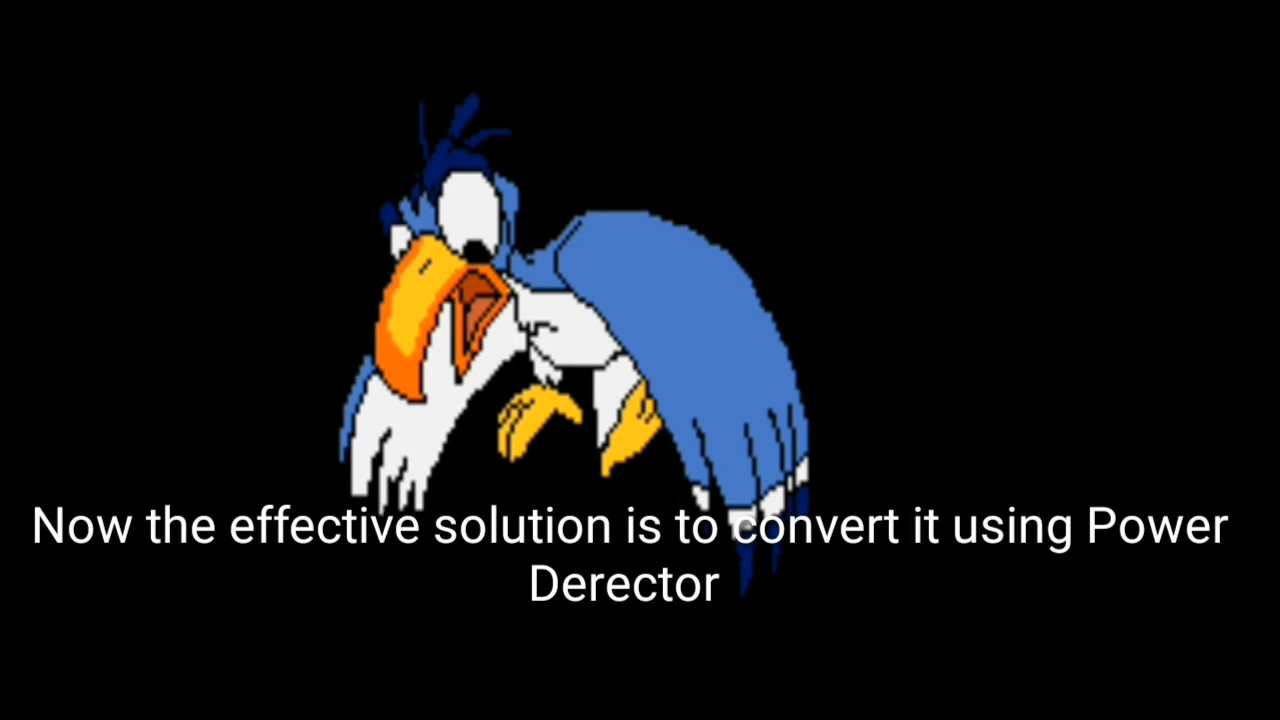 Now the effective solution is to convert it using Power
Derector